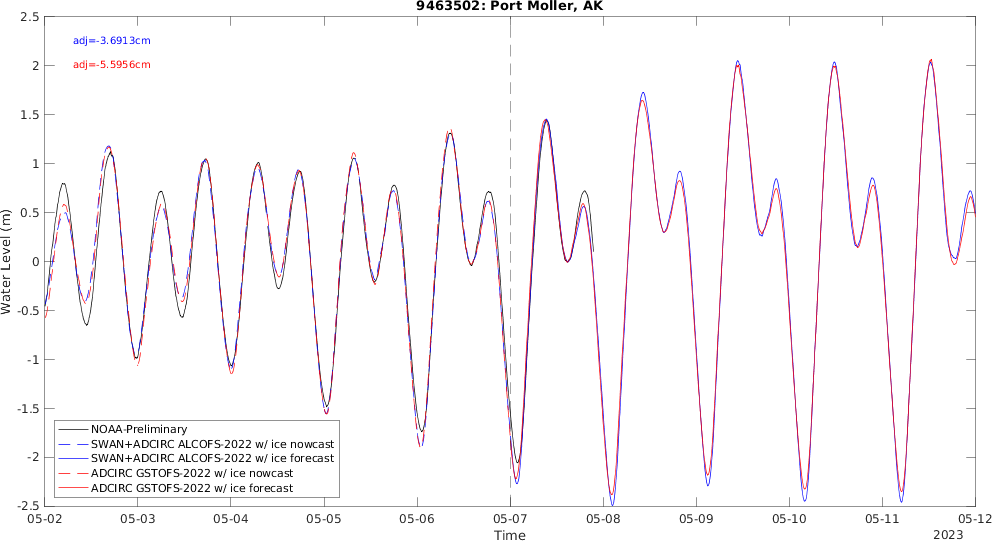 9463502: Port Moller, AK
2.5
2
1.5
1
0.5
0
-0.5
-1
-1.5
-2
-2.5
Water Level (m)
adj=-3.6913cm
adj=-5.5956cm
NOAA-Preliminary
SWAN+ADCIRC ALCOFS-2022 w/ ice nowcast
SWAN+ADCIRC ALCOFS-2022 w/ ice forecast
ADCIRC GSTOFS-2022 w/ ice nowcast
ADCIRC GSTOFS-2022 w/ ice forecast
05-02 05-03 05-04 05-05 05-06 05-07 05-08 05-09 05-10 05-11 05-12
Time
2023